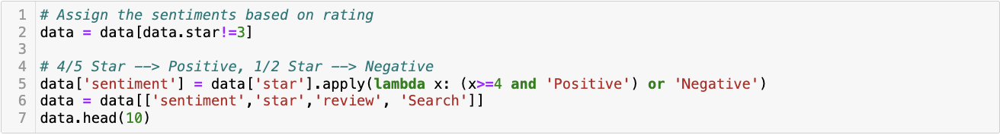 1 # Assign the sentiments based on rating
2 data = data[data.star!=3]
3
4 # 4/5 Star --> Positive, 1/2 Star --> Negative
5 data['sentiment'] = data['star'].apply(lambda x: (x>=4 and 'Positive') or 'Negative')
6 data = data[['sentiment','star','review', 'Search']]
7 data.head(10)